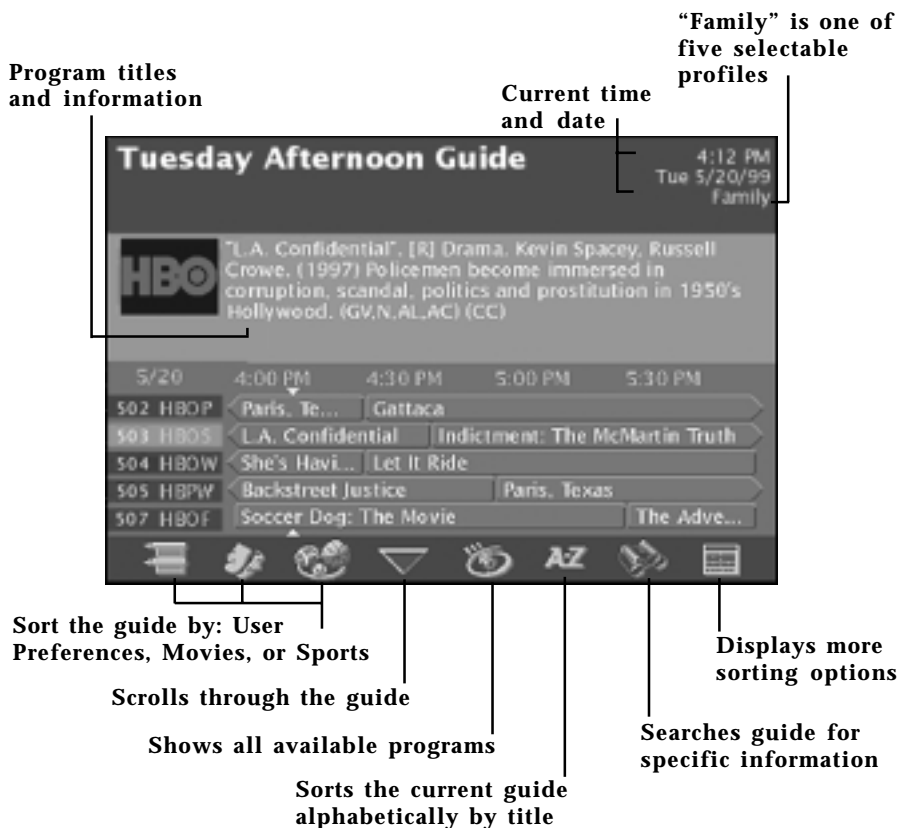 “Family” is one of
five selectable
profiles
Program titles
and information
Current time
and date
Tuesday Afternoon Guide
4:12 PM
Tue 5/20/99
Family
HBO
"L.A. Confidential", [R] Drama. Kevin Spacey, Russell
Crowe. (1997) Policemen become immersed in
corruption, scandal, politics and prostitution in 1950's
Hollywood. (GV,N,AL,AC) (CC)
5/20 4:00 PM 4:30 PM 5:00 PM 5:30 PM
502 HBOP Paris, Te... Gattaca
503 HBOS L.A. Confidential Indictment: The McMartin Truth
504 HBOW She's Havi... Let It Ride
505 HBPW Backstreet Justice Paris, Texas
507 HBOF Soccer Dog: The Movie The Adve...
A-Z
Sort the guide by: User
Preferences, Movies, or Sports
Displays more
sorting options
Scrolls through the guide
Searches guide for
specific information
Shows all available programs
Sorts the current guide
alphabetically by title